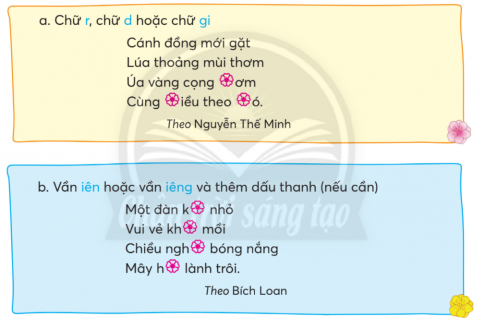 a. Chữ r, chữ d hoặc chữ gi
Cánh đồng mới gặt
Lúa thoảng mùi thơm
Úa vàng cọng ơm
Cùng iều theo ó.
Theo Nguyễn Thế Minh
b. Vần iên hoặc vần iêng và thêm dấu thanh (nếu cần)
Một đàn k nhỏ
Vui vẻ kh mồi
Chiều ngh bóng nắng
Mây h lành trôi.
Theo Bích Loan
Chân trời sáng tạo